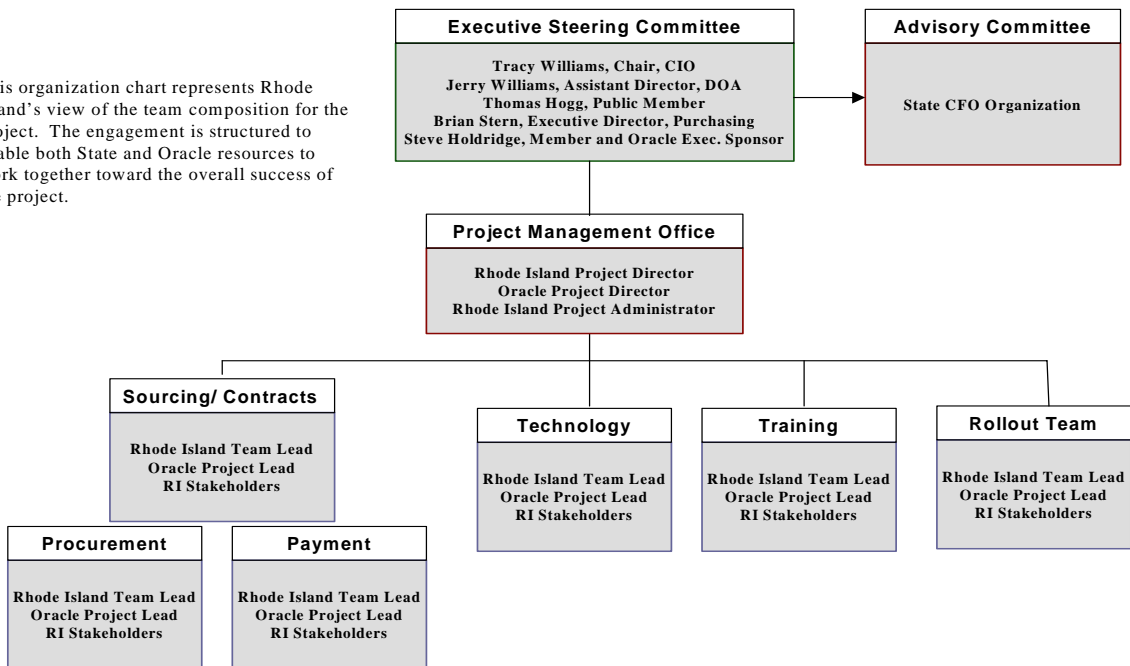 Executive Steering Committee
Tracy Williams, Chair, CIO
Jerry Williams, Assistant Director, DOA
Thomas Hogg, Public Member
Brian Stern, Executive Director, Purchasing
Steve Holdridge, Member and Oracle Exec. Sponsor
Advisory Committee
State CFO Organization
is organization chart represents Rhode
and's view of the team composition for the
oject. The engagement is structured to
able both State and Oracle resources to
rk together toward the overall success of
e project.
Project Management Office
Rhode Island Project Director
Oracle Project Director
Rhode Island Project Administrator
Sourcing/ Contracts
Rhode Island Team Lead
Oracle Project Lead
RI Stakeholders
Technology
Rhode Island Team Lead
Oracle Project Lead
RI Stakeholders
Training
Rhode Island Team Lead
Oracle Project Lead
RI Stakeholders
Rollout Team
Rhode Island Team Lead
Oracle Project Lead
RI Stakeholders
Procurement
Rhode Island Team Lead
Oracle Project Lead
RI Stakeholders
Payment
Rhode Island Team Lead
Oracle Project Lead
RI Stakeholders